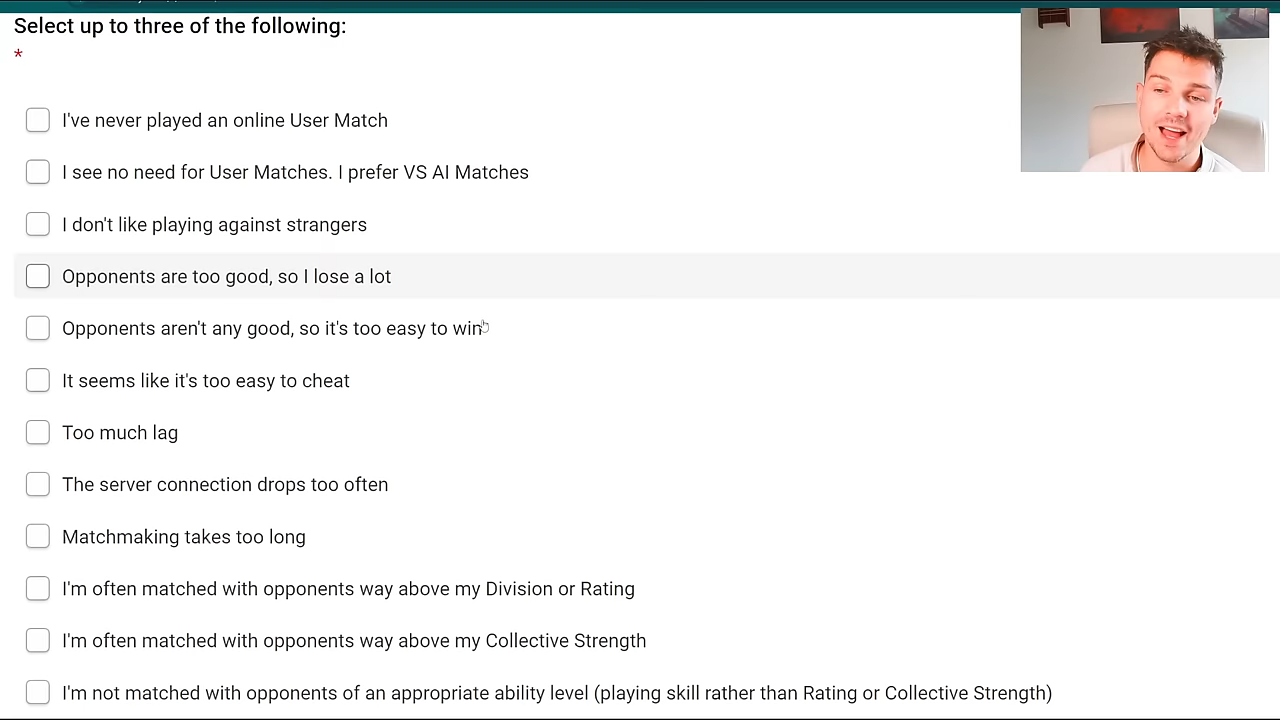 Select up to three of the following:
*
I've never played an online User Match
I see no need for User Matches. I prefer VS AI Matches
I don't like playing against strangers
Opponents are too good, so I lose a lot
Opponents aren't any good, so it's too easy to win
It seems like it's too easy to cheat
Too much lag
The server connection drops too often
Matchmaking takes too long
I'm often matched with opponents way above my Division or Rating
I'm often matched with opponents way above my Collective Strength
I'm not matched with opponents of an appropriate ability level (playing skill rather than Rating or Collective Strength)